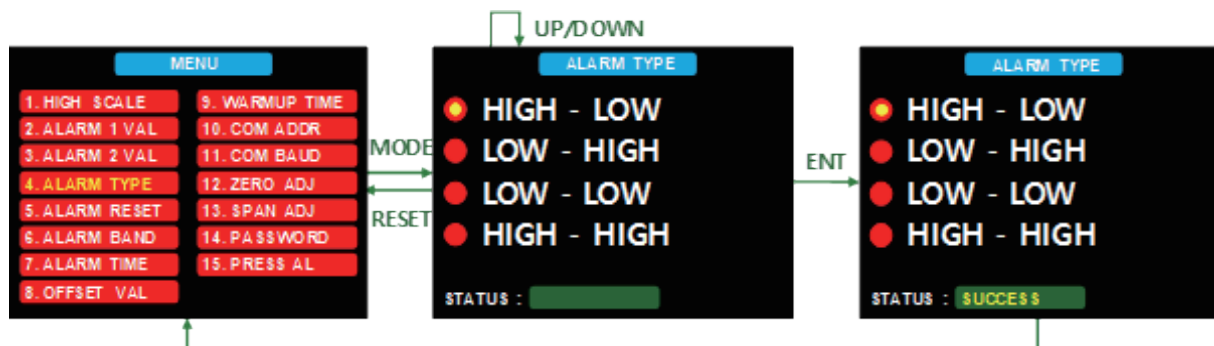 UP/DOWN
MENU
1. HIGH SCALE
2. ALARM 1 VAL
3. ALARM 2 VAL
4. ALARM TYPE
5. ALARM RESET
6. ALARM BAND
7. ALARM TIME
8. OFFSET VAL
9. WARMUP TIME
10. COM ADDR
11. COM BAUD
12. ZERO ADJ
13. SPAN ADJ
14. PASSWORD
15. PRESS AL
MODE
RESET
ALARM TYPE
HIGH - LOW
LOW - HIGH
LOW - LOW
HIGH - HIGH
STATUS :
ENT
ALARM TYPE
HIGH - LOW
LOW - HIGH
LOW - LOW
HIGH - HIGH
STATUS : SUCCESS